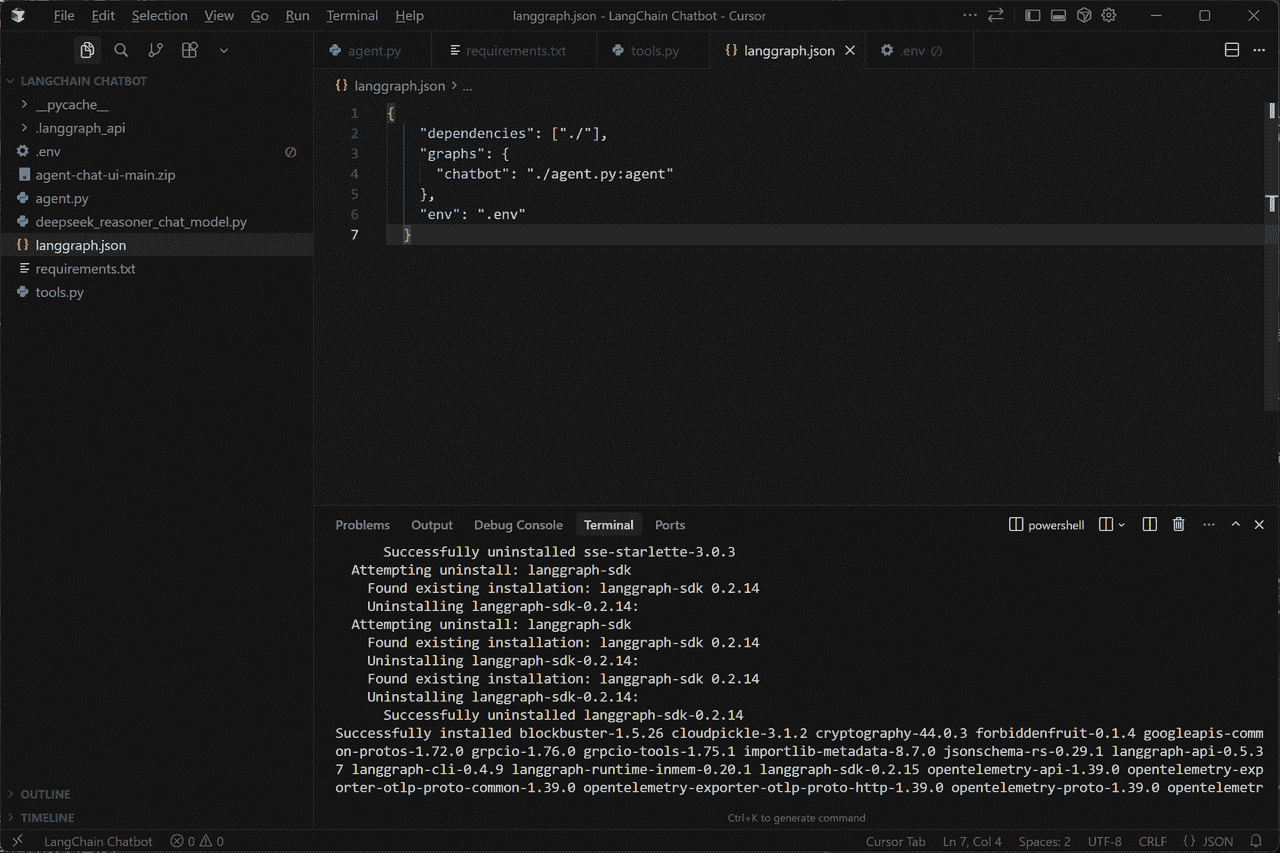 File Edit Selection View Go Run Terminal Help
langgraph.json - LangChain Chatbot - Cursor
agent.py
requirements.txt
tools.py
{} langgraph.json
.env
LANGCHAIN CHATBOT
__pycache__
.langgraph_api
.env
agent-chat-ui-main.zip
agent.py
deepseek_reasoner_chat_model.py
{} langgraph.json
requirements.txt
tools.py
OUTLINE
TIMELINE
{} langgraph.json > ...
1 {
2 "dependencies": ["./"],
3 "graphs": {
4 "chatbot": "./agent.py:agent"
5 },
6 "env": ".env"
7 }
Problems Output Debug Console Terminal Ports
powershell
Successfully uninstalled sse-starlette-3.0.3
Attempting uninstall: langgraph-sdk
Found existing installation: langgraph-sdk 0.2.14
Uninstalling langgraph-sdk-0.2.14:
Attempting uninstall: langgraph-sdk
Found existing installation: langgraph-sdk 0.2.14
Uninstalling langgraph-sdk-0.2.14:
Found existing installation: langgraph-sdk 0.2.14
Uninstalling langgraph-sdk-0.2.14:
Successfully uninstalled langgraph-sdk-0.2.14
Successfully installed blockbuster-1.5.26 cloudpickle-3.1.2 cryptography-44.0.3 forbiddenfruit-0.1.4 googleapis-comm
on-protos-1.72.0 grpcio-1.76.0 grpcio-tools-1.75.1 importlib-metadata-8.7.0 jsonschema-rs-0.29.1 langgraph-api-0.5.3
7 langgraph-cli-0.4.9 langgraph-runtime-inmem-0.20.1 langgraph-sdk-0.2.15 opentelemetry-api-1.39.0 opentelemetry-exp
orter-otlp-proto-common-1.39.0 opentelemetry-exporter-otlp-proto-http-1.39.0 opentelemetry-proto-1.39.0 opentelemetr
Ctrl+K to generate command
LangChain Chatbot 0 0 Cursor Tab Ln 7, Col 4 Spaces: 2 UTF-8 CRLF {} JSON